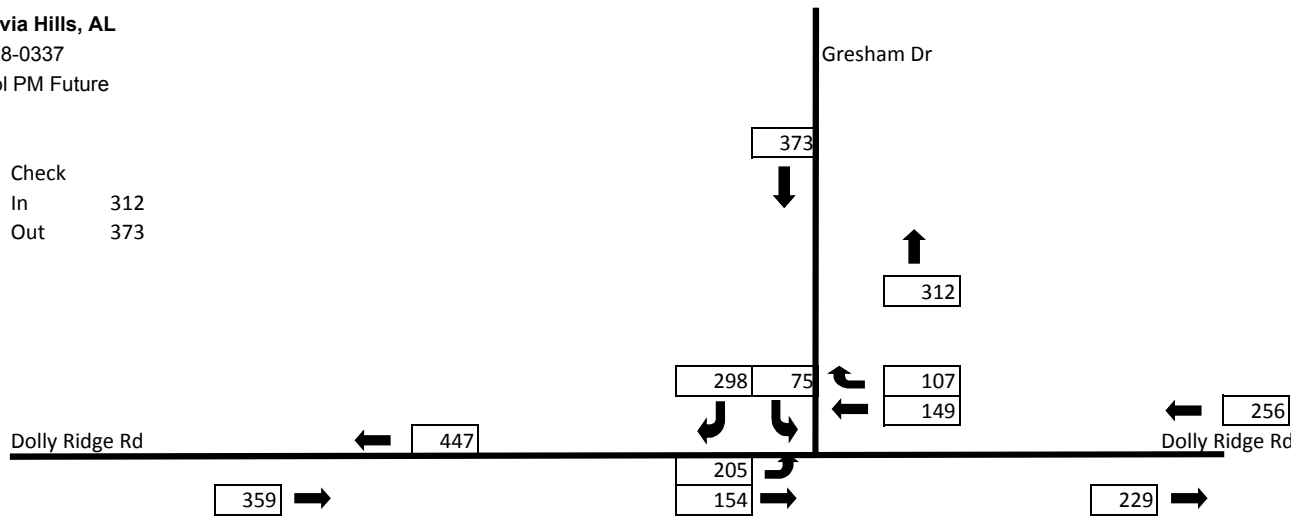 via Hills, AL
8-0337
ol PM Future
Gresham Dr
373
Check
In 312
Out 373
312
298 75 107
149
256
Dolly Ridge Rd 447 Dolly Ridge Rd
205
359 154 229